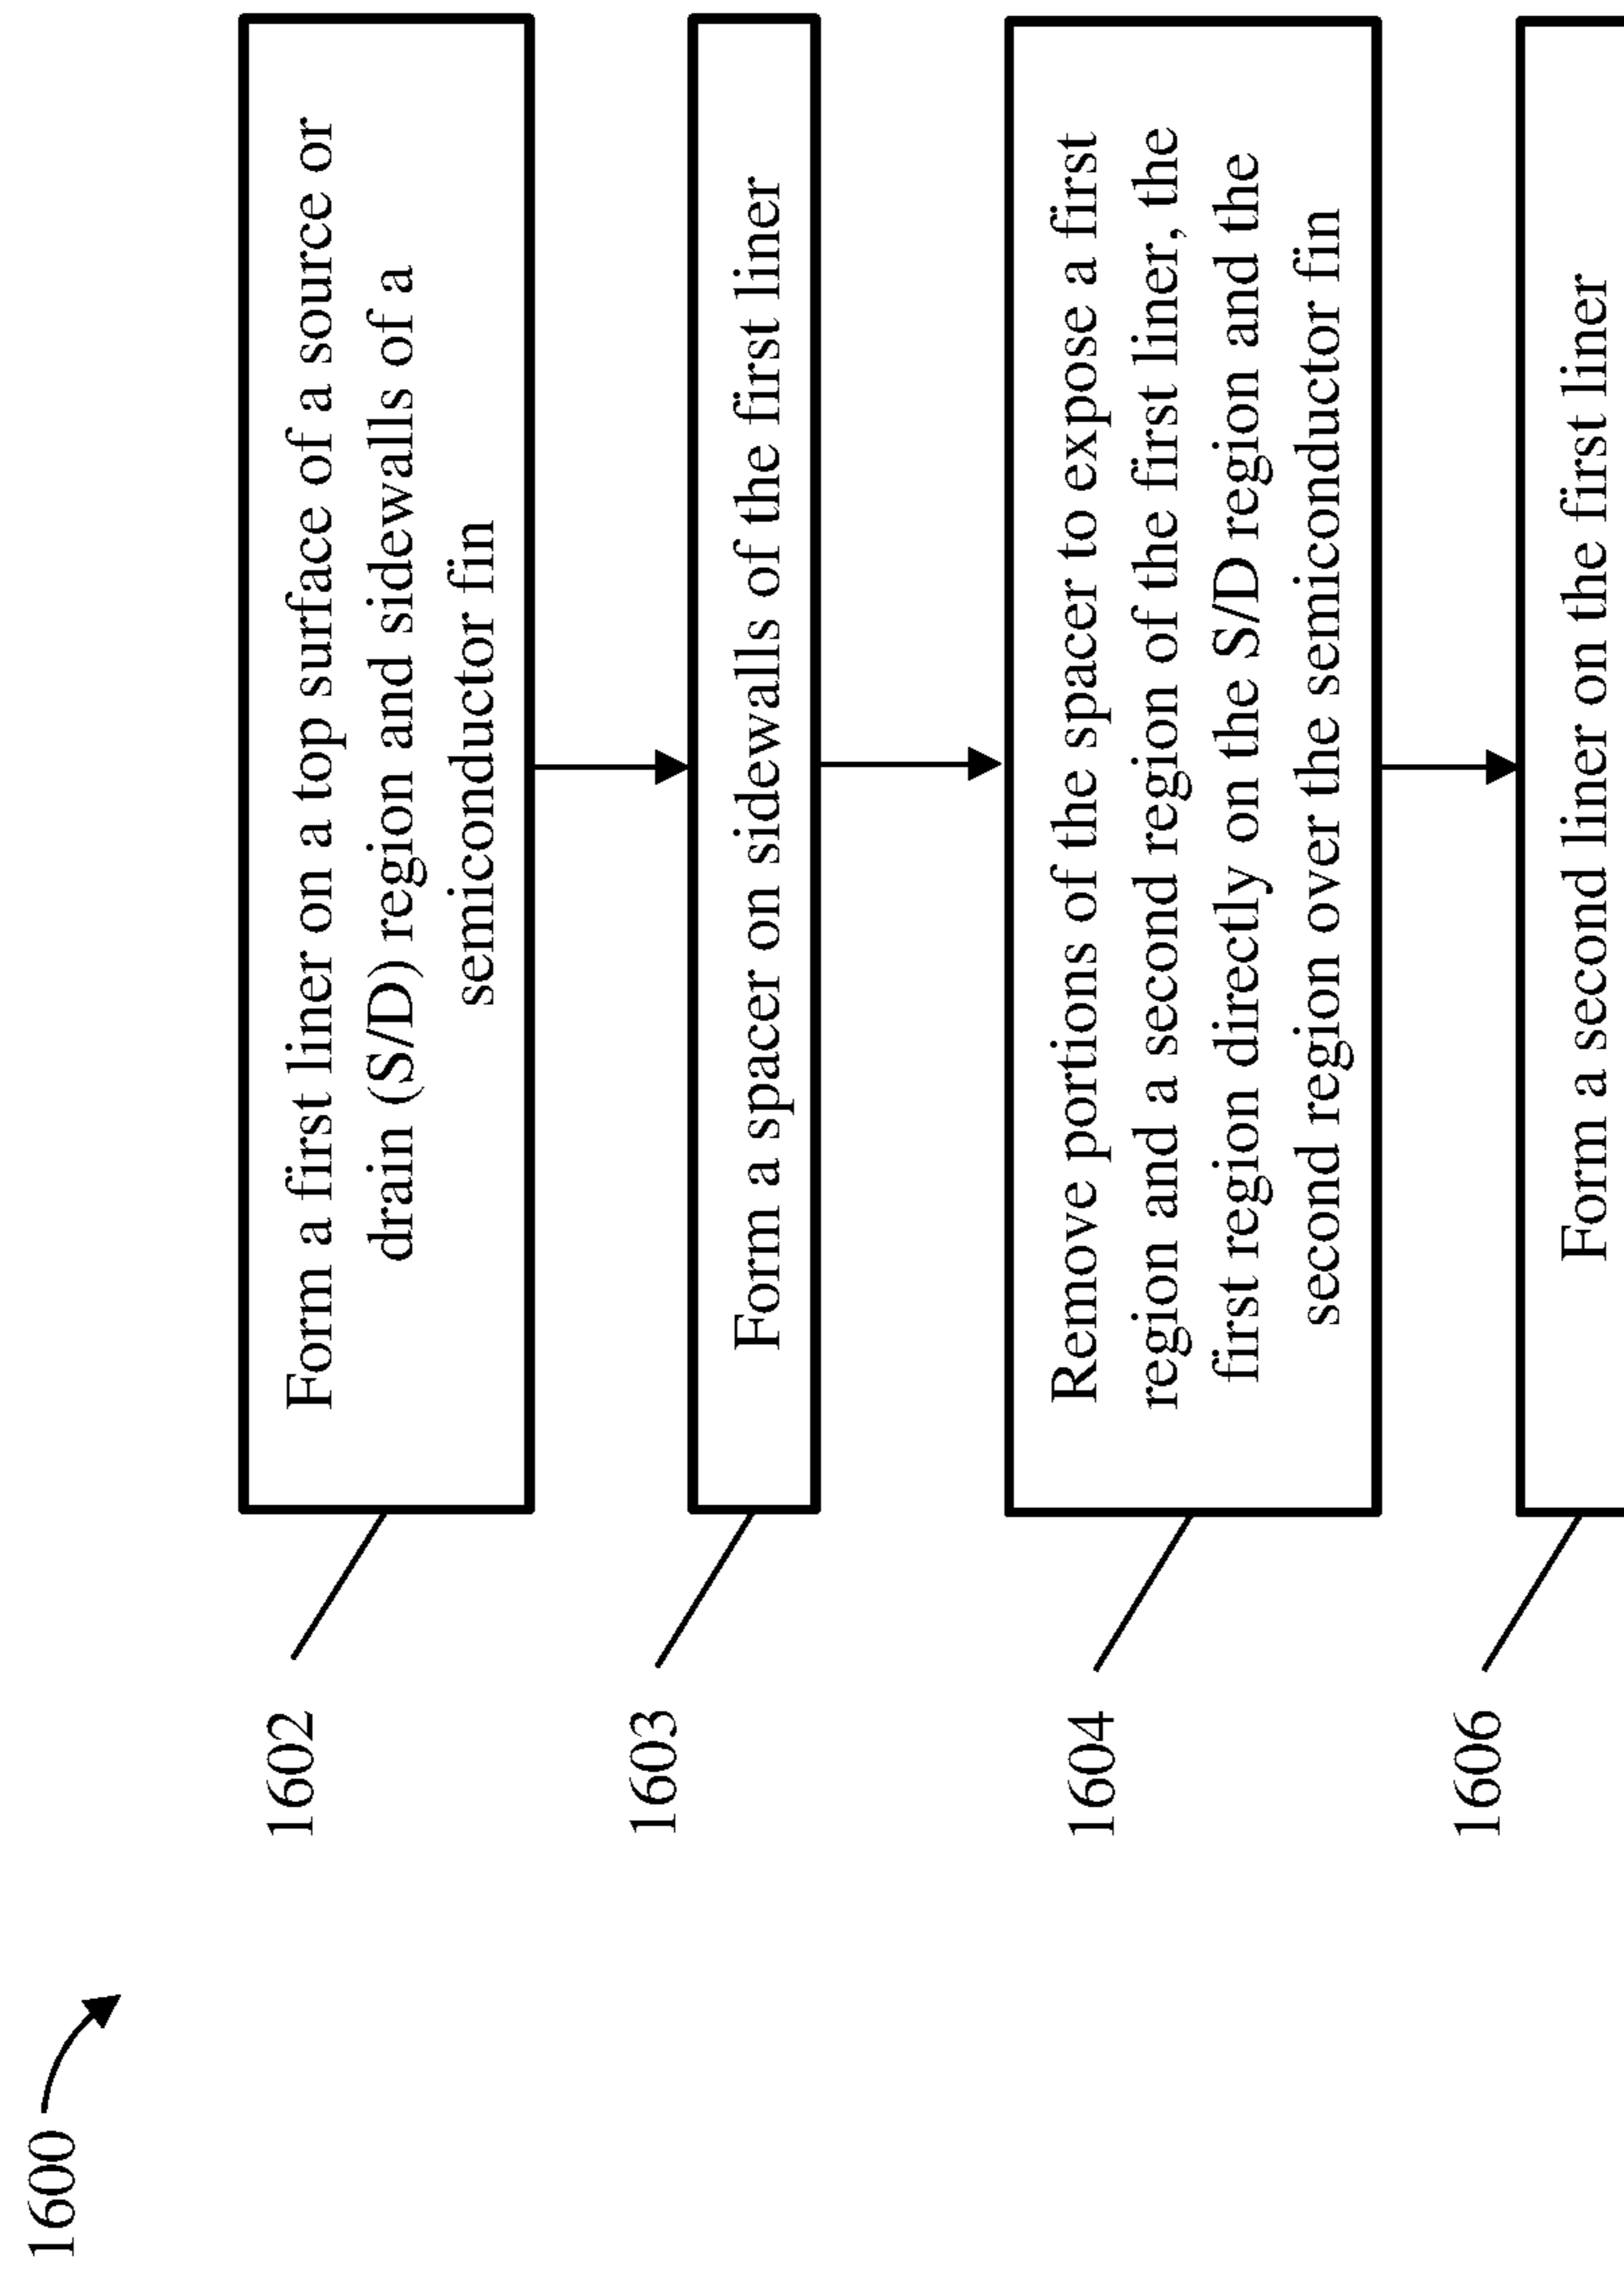 1600
1602
Form a first liner on a top surface of a source or
drain (S/D) region and sidewalls of a
semiconductor fin
1603
Form a spacer on sidewalls of the first liner
1604
Remove portions of the spacer to expose a first
region and a second region of the first liner, the
first region directly on the S/D region and the
second region over the semiconductor fin
1606
Form a second liner on the first liner